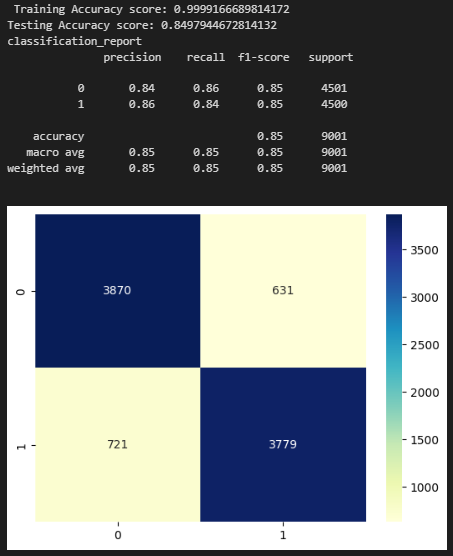 Training Accuracy score: 0.9999166689814172
Testing Accuracy score: 0.8497944672814132
classification_report
precision recall f1-score support
0 0.84 0.86 0.85 4501
1 0.86 0.84 0.85 4500
accuracy 0.85 9001
macro avg 0.85 0.85 0.85 9001
weighted avg 0.85 0.85 0.85 9001
0 3870 631
1 721 3779
0 1
3500
3000
2500
2000
1500
1000